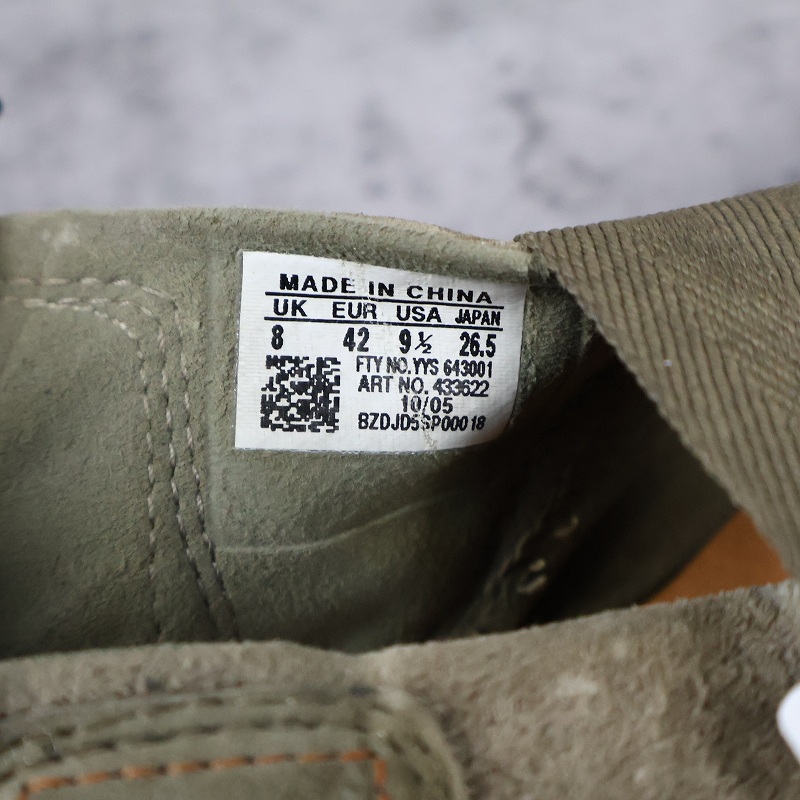 MADE IN CHINA
UK EUR USA JAPAN
8 42 9½ 26.5
FTY NO. YYS 643001
ART NO. 433622
10/05
BZDJD5SP00018